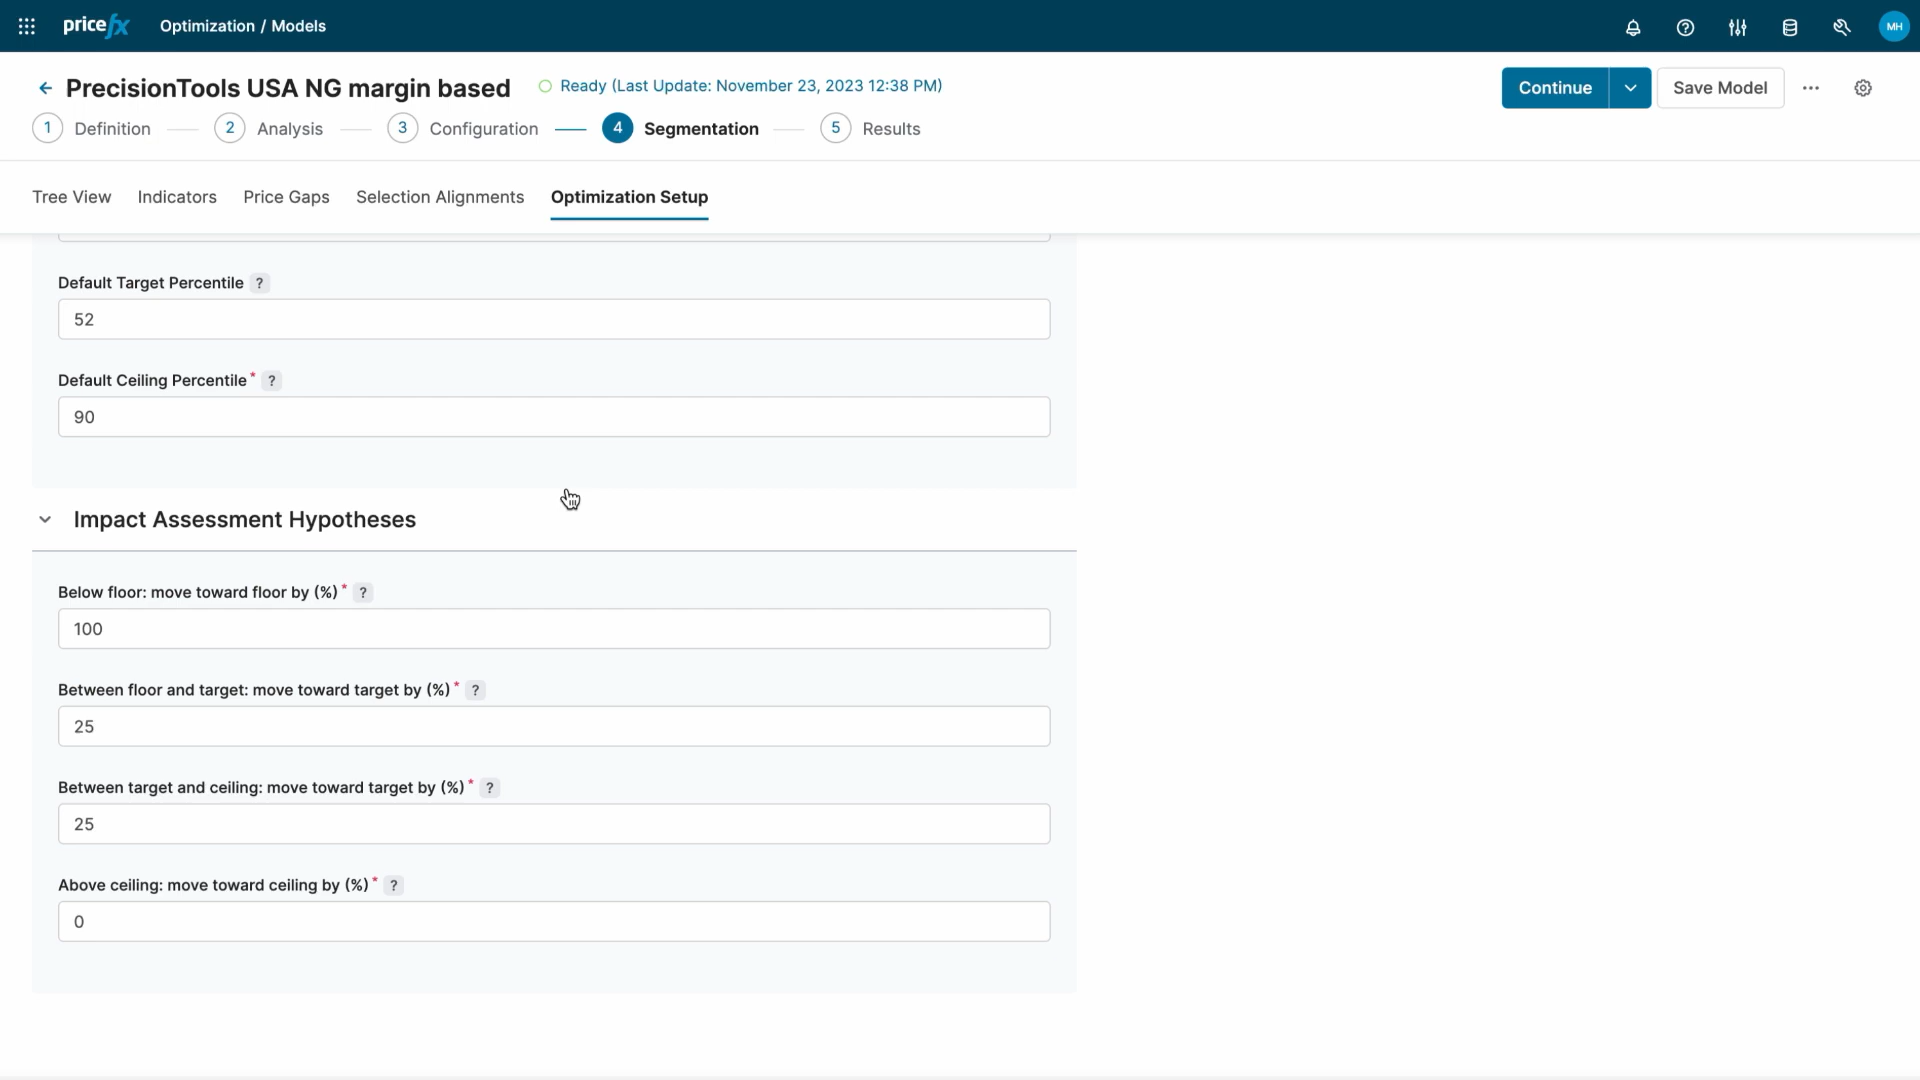 pricefx Optimization / Models MH
PrecisionTools USA NG margin based Ready (Last Update: November 23, 2023 12:38 PM) Continue Save Model
1 Definition 2 Analysis 3 Configuration 4 Segmentation 5 Results
Tree View Indicators Price Gaps Selection Alignments Optimization Setup
Default Target Percentile ?
52
Default Ceiling Percentile * ?
90
Impact Assessment Hypotheses
Below floor: move toward floor by (%) * ?
100
Between floor and target: move toward target by (%) * ?
25
Between target and ceiling: move toward target by (%) * ?
25
Above ceiling: move toward ceiling by (%) * ?
0